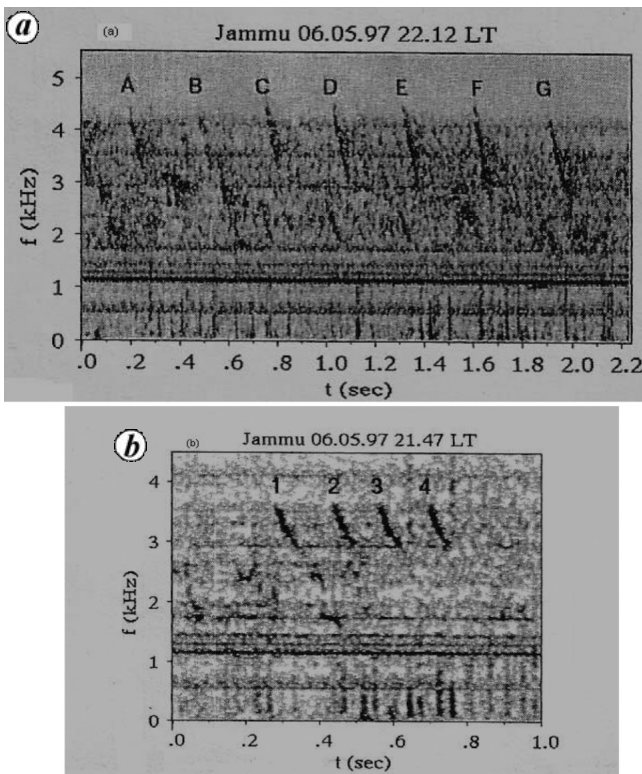 a (a) Jammu 06.05.97 22.12 LT
A B C D E F G
5
4
3
2
1
0
f (kHz)
.0 .2 .4 .6 .8 1.0 1.2 1.4 1.6 1.8 2.0 2.2
t (sec)
b (b) Jammu 06.05.97 21.47 LT
1 2 3 4
4
3
2
1
0
f (kHz)
.0 .2 .4 .6 .8 1.0
t (sec)